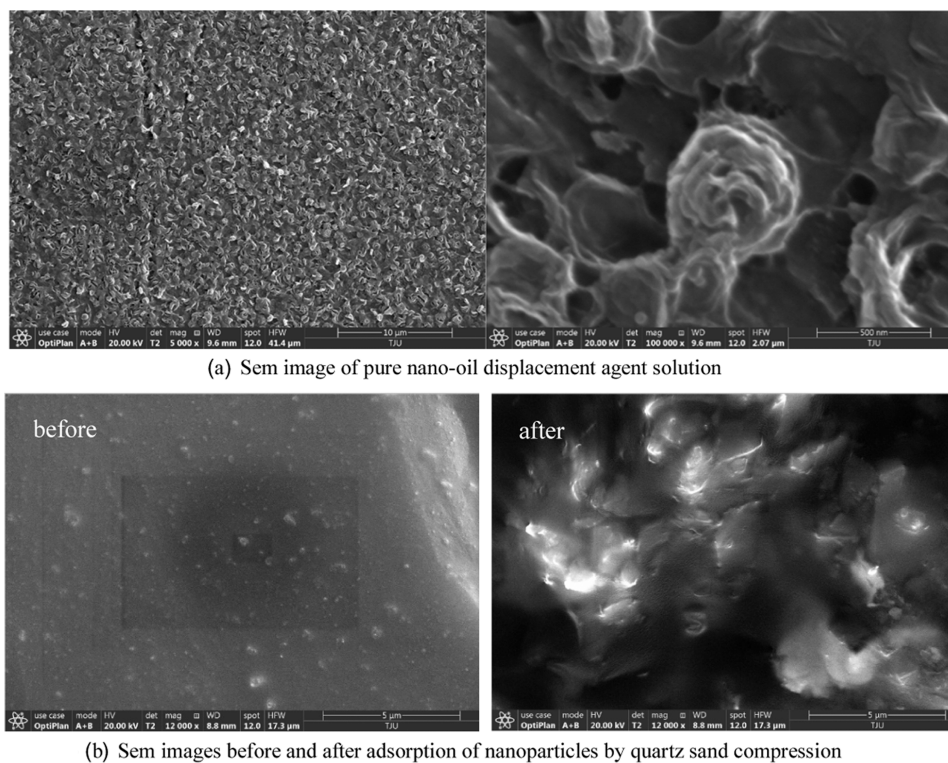 use case mode HV det mag WD spot HFW 10 μm
OptiPlan A+B 20.00 kV T2 5 000 x 9.6 mm 12.0 41.4 μm TJU
use case mode HV det mag WD spot HFW 500 nm
OptiPlan A+B 20.00 kV T2 100 000 x 9.6 mm 12.0 2.07 μm TJU
(a) Sem image of pure nano-oil displacement agent solution
before
after
use case mode HV det mag WD spot HFW 5 μm
OptiPlan A+B 20.00 kV T2 12 000 x 8.8 mm 12.0 17.3 μm TJU
use case mode HV det mag WD spot HFW 5 μm
OptiPlan A+B 20.00 kV T2 12 000 x 8.8 mm 12.0 17.3 μm TJU
(b) Sem images before and after adsorption of nanoparticles by quartz sand compression